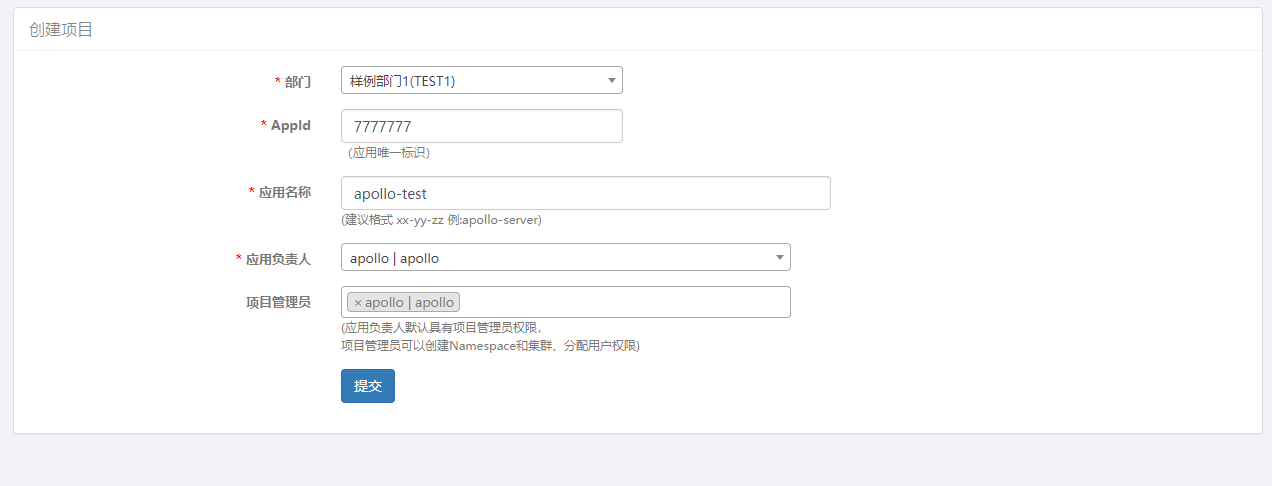 创建项目
* 部门
样例部门1(TEST1)
* AppId
7777777
(应用唯一标识)
* 应用名称
apollo-test
(建议格式 xx-yy-zz 例:apollo-server)
* 应用负责人
apollo | apollo
项目管理员
× apollo | apollo
(应用负责人默认具有项目管理员权限，
项目管理员可以创建Namespace和集群、分配用户权限)
提交